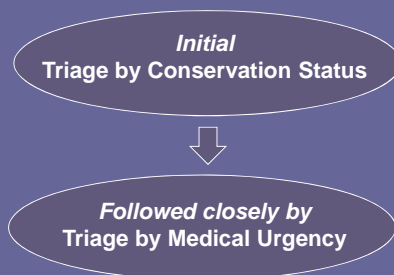 Initial
Triage by Conservation Status
Followed closely by
Triage by Medical Urgency